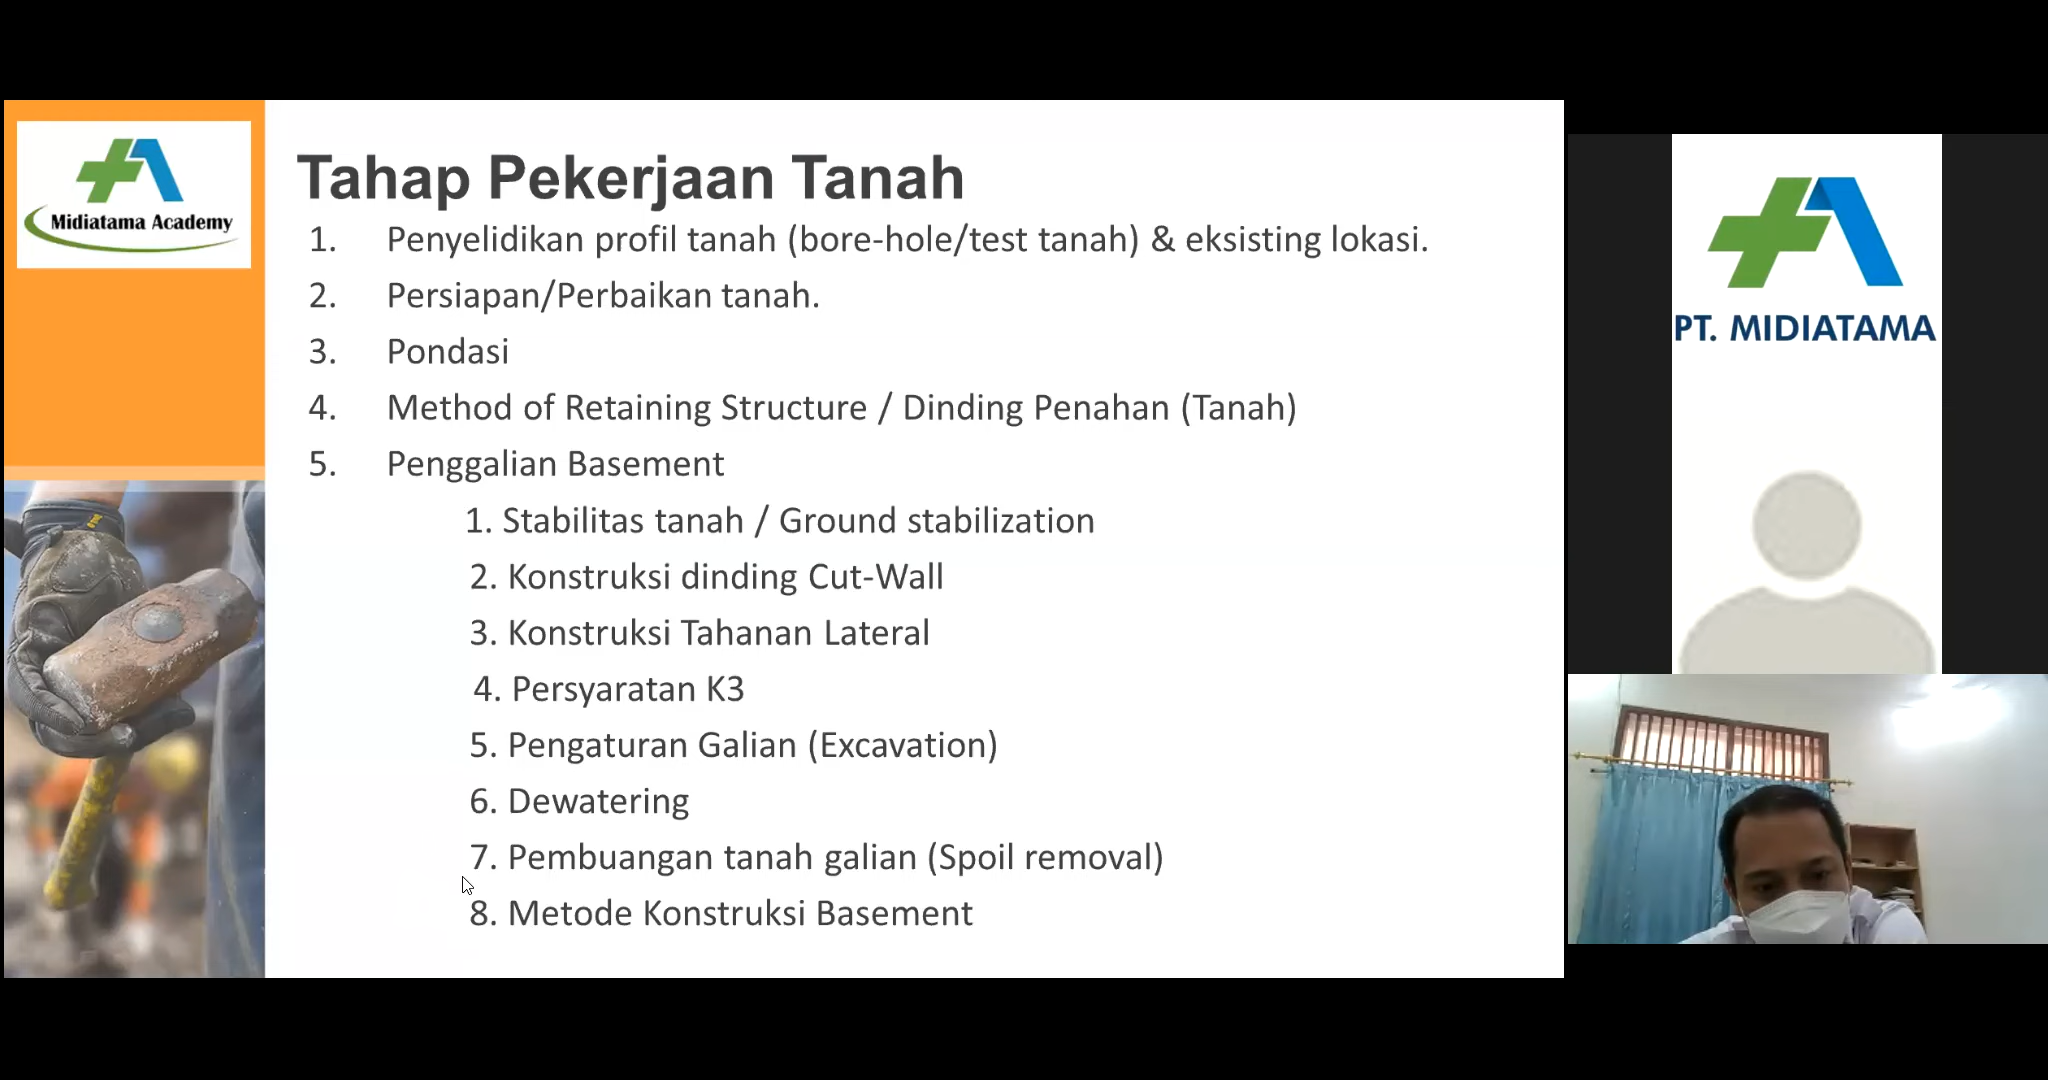 Midiatama Academy
Tahap Pekerjaan Tanah
1. Penyelidikan profil tanah (bore-hole/test tanah) & eksisting lokasi.
2. Persiapan/Perbaikan tanah.
3. Pondasi
4. Method of Retaining Structure / Dinding Penahan (Tanah)
5. Penggalian Basement
1. Stabilitas tanah / Ground stabilization
2. Konstruksi dinding Cut-Wall
3. Konstruksi Tahanan Lateral
4. Persyaratan K3
5. Pengaturan Galian (Excavation)
6. Dewatering
7. Pembuangan tanah galian (Spoil removal)
8. Metode Konstruksi Basement
PT. MIDIATAMA